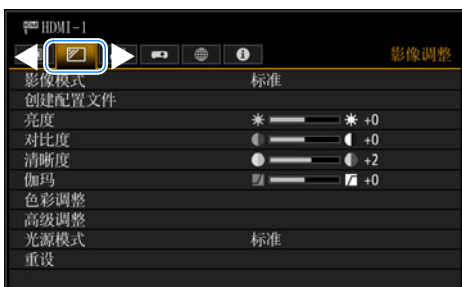 HDMI-1
影像调整
影像模式 标准
创建配置文件
亮度 +0
对比度 +0
清晰度 +2
伽玛 +0
色彩调整
高级调整
光源模式 标准
重设